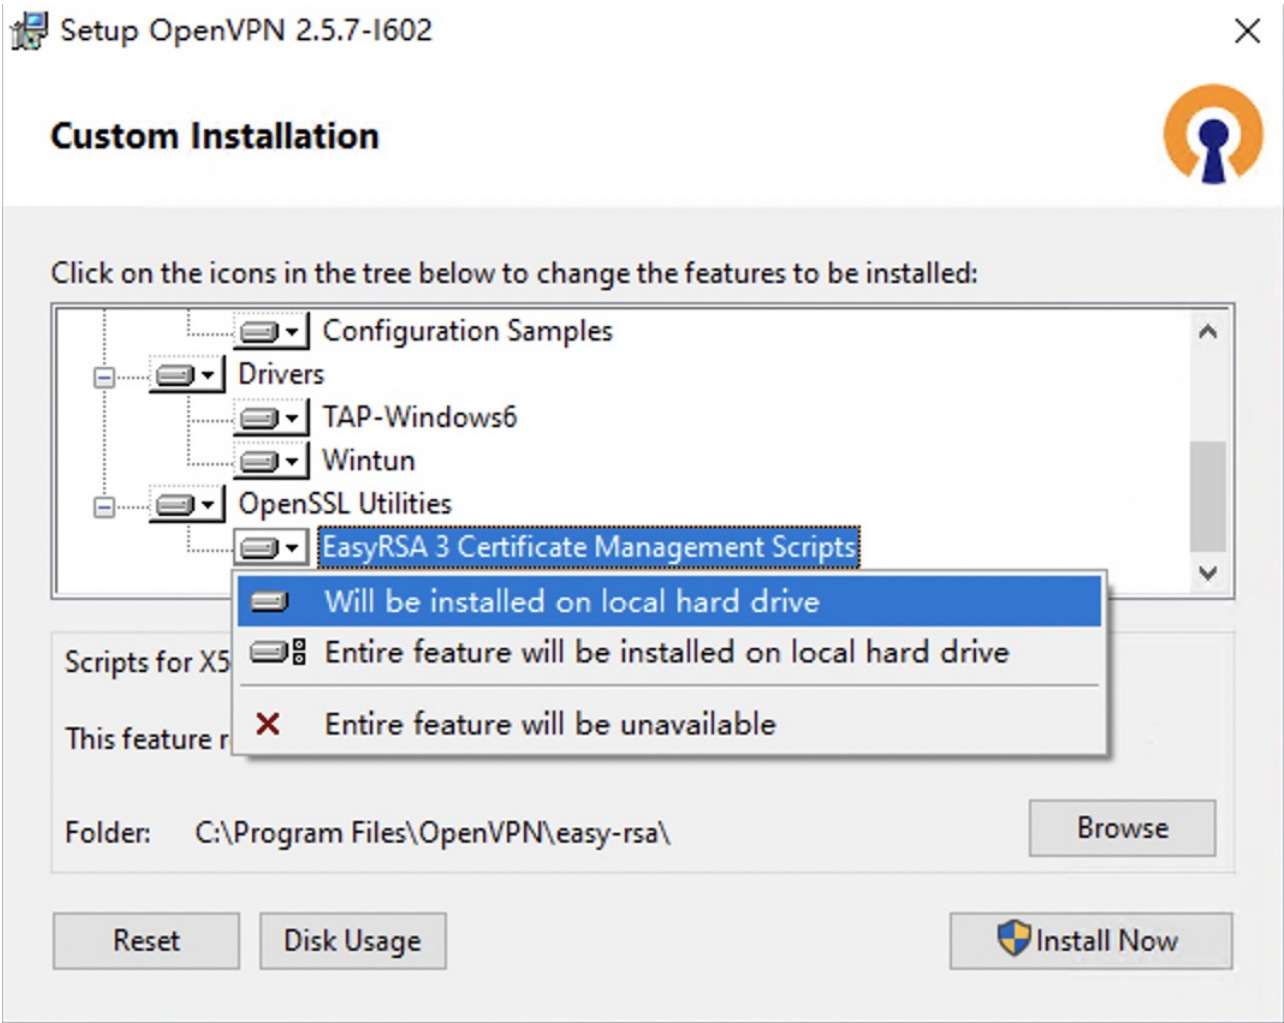 Setup OpenVPN 2.5.7-I602
Custom Installation
Click on the icons in the tree below to change the features to be installed:
Configuration Samples
Drivers
TAP-Windows6
Wintun
OpenSSL Utilities
EasyRSA 3 Certificate Management Scripts
Will be installed on local hard drive
Entire feature will be installed on local hard drive
Entire feature will be unavailable
Scripts for X5
This feature r
Folder: C:\Program Files\OpenVPN\easy-rsa\
Browse
Reset
Disk Usage
Install Now